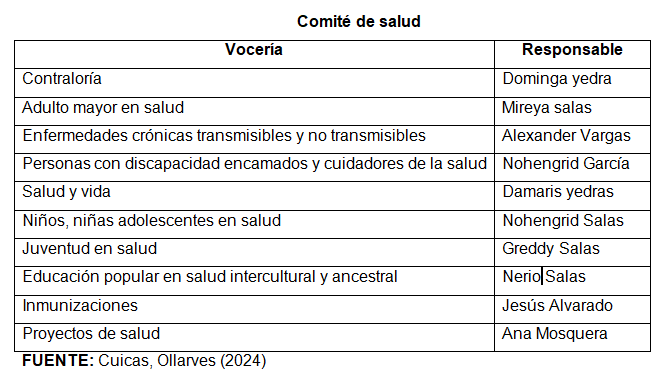 Comité de salud
Vocería Responsable
Contraloría Dominga yedra
Adulto mayor en salud Mireya salas
Enfermedades crónicas transmisibles y no transmisibles Alexander Vargas
Personas con discapacidad encamados y cuidadores de la salud Nohengrid García
Salud y vida Damaris yedras
Niños, niñas adolescentes en salud Nohengrid Salas
Juventud en salud Greddy Salas
Educación popular en salud intercultural y ancestral Nerio Salas
Inmunizaciones Jesús Alvarado
Proyectos de salud Ana Mosquera
FUENTE: Cuicas, Ollarves (2024)